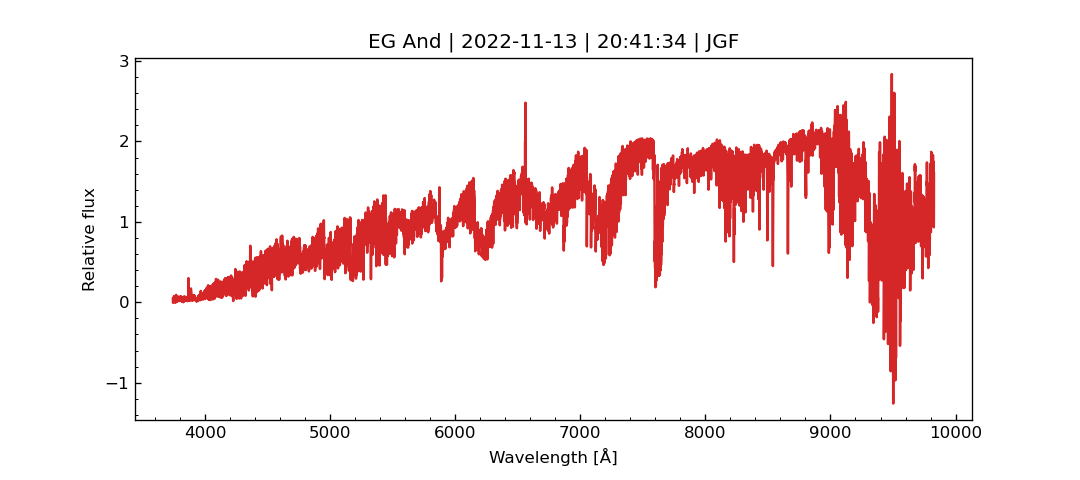 EG And | 2022-11-13 | 20:41:34 | JGF
3
2
1
0
−1
Relative flux
4000 5000 6000 7000 8000 9000 10000
Wavelength [Å]